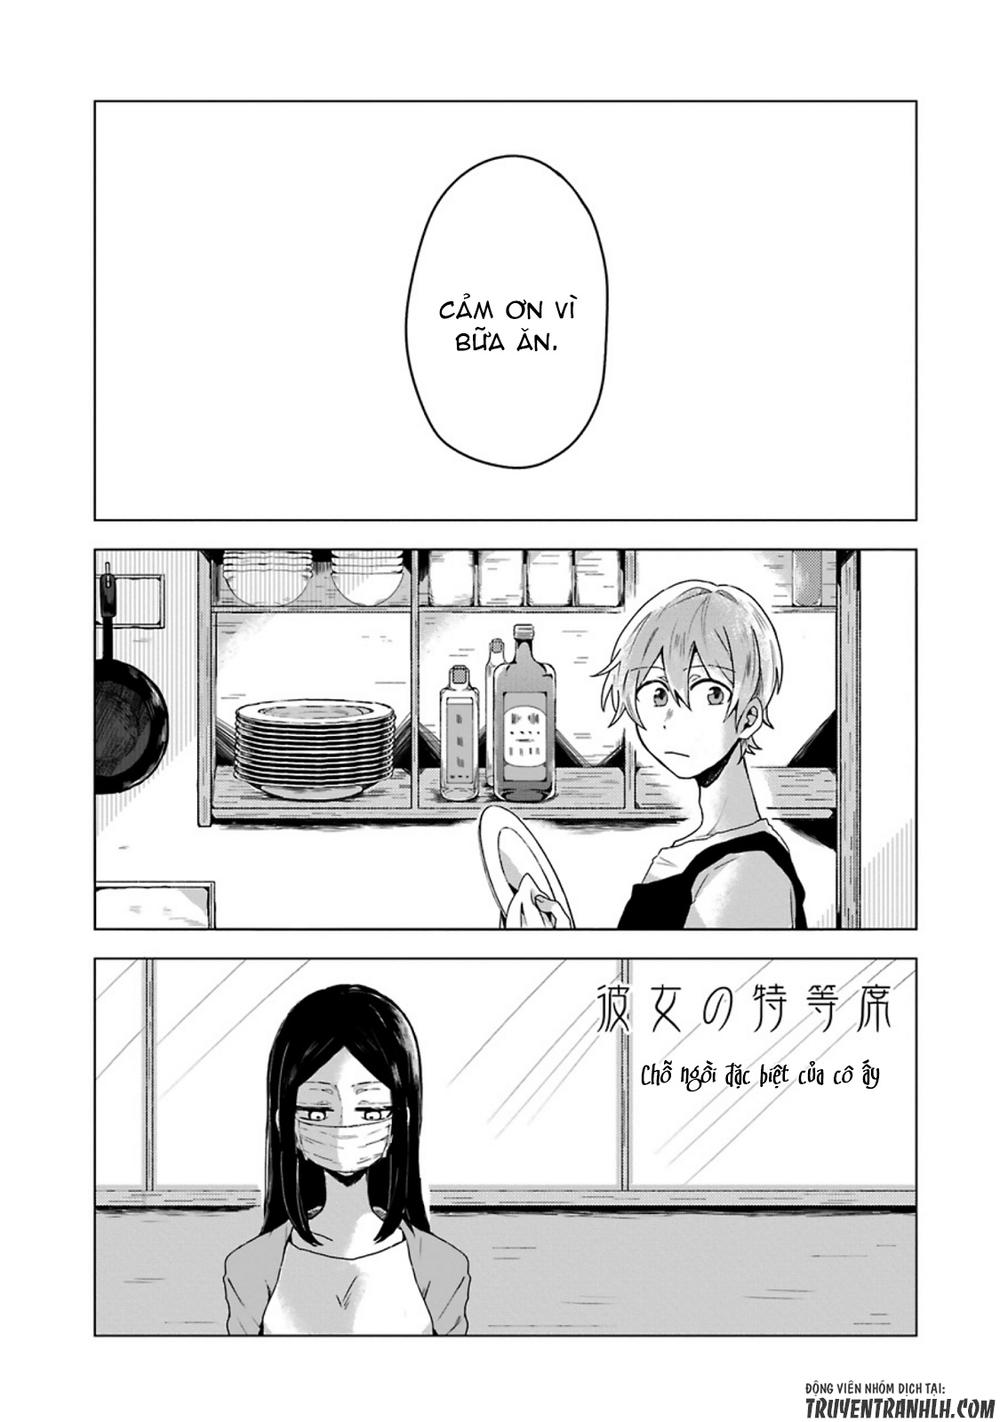 CẢM ƠN VÌ
BỮA ĂN.
彼女の特等席
Chỗ ngồi đặc biệt của cô ấy
ĐỘNG VIÊN NHÓM DỊCH TẠI:
TRUYENTRANHLH.COM